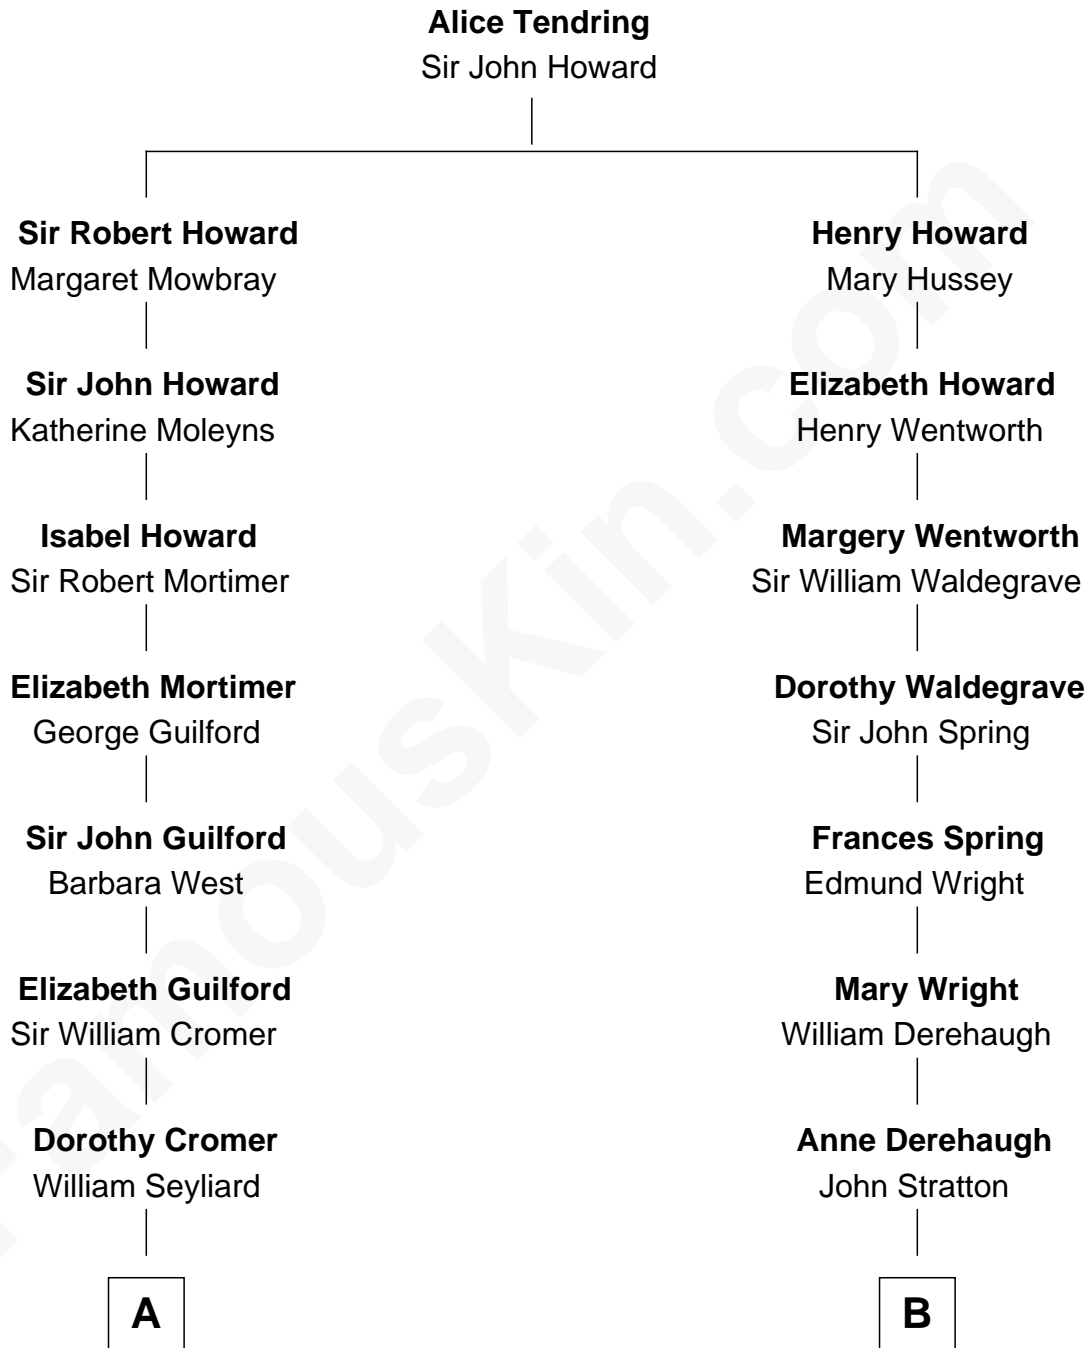 Alice Tendring
Sir John Howard
Sir Robert Howard
Margaret Mowbray
Henry Howard
Mary Hussey
Sir John Howard
Katherine Moleyns
Elizabeth Howard
Henry Wentworth
Isabel Howard
Sir Robert Mortimer
Margery Wentworth
Sir William Waldegrave
Elizabeth Mortimer
George Guilford
Dorothy Waldegrave
Sir John Spring
Sir John Guilford
Barbara West
Frances Spring
Edmund Wright
Elizabeth Guilford
Sir William Cromer
Mary Wright
William Derehaugh
Dorothy Cromer
William Seyliard
Anne Derehaugh
John Stratton
A
B
FamousKin.com